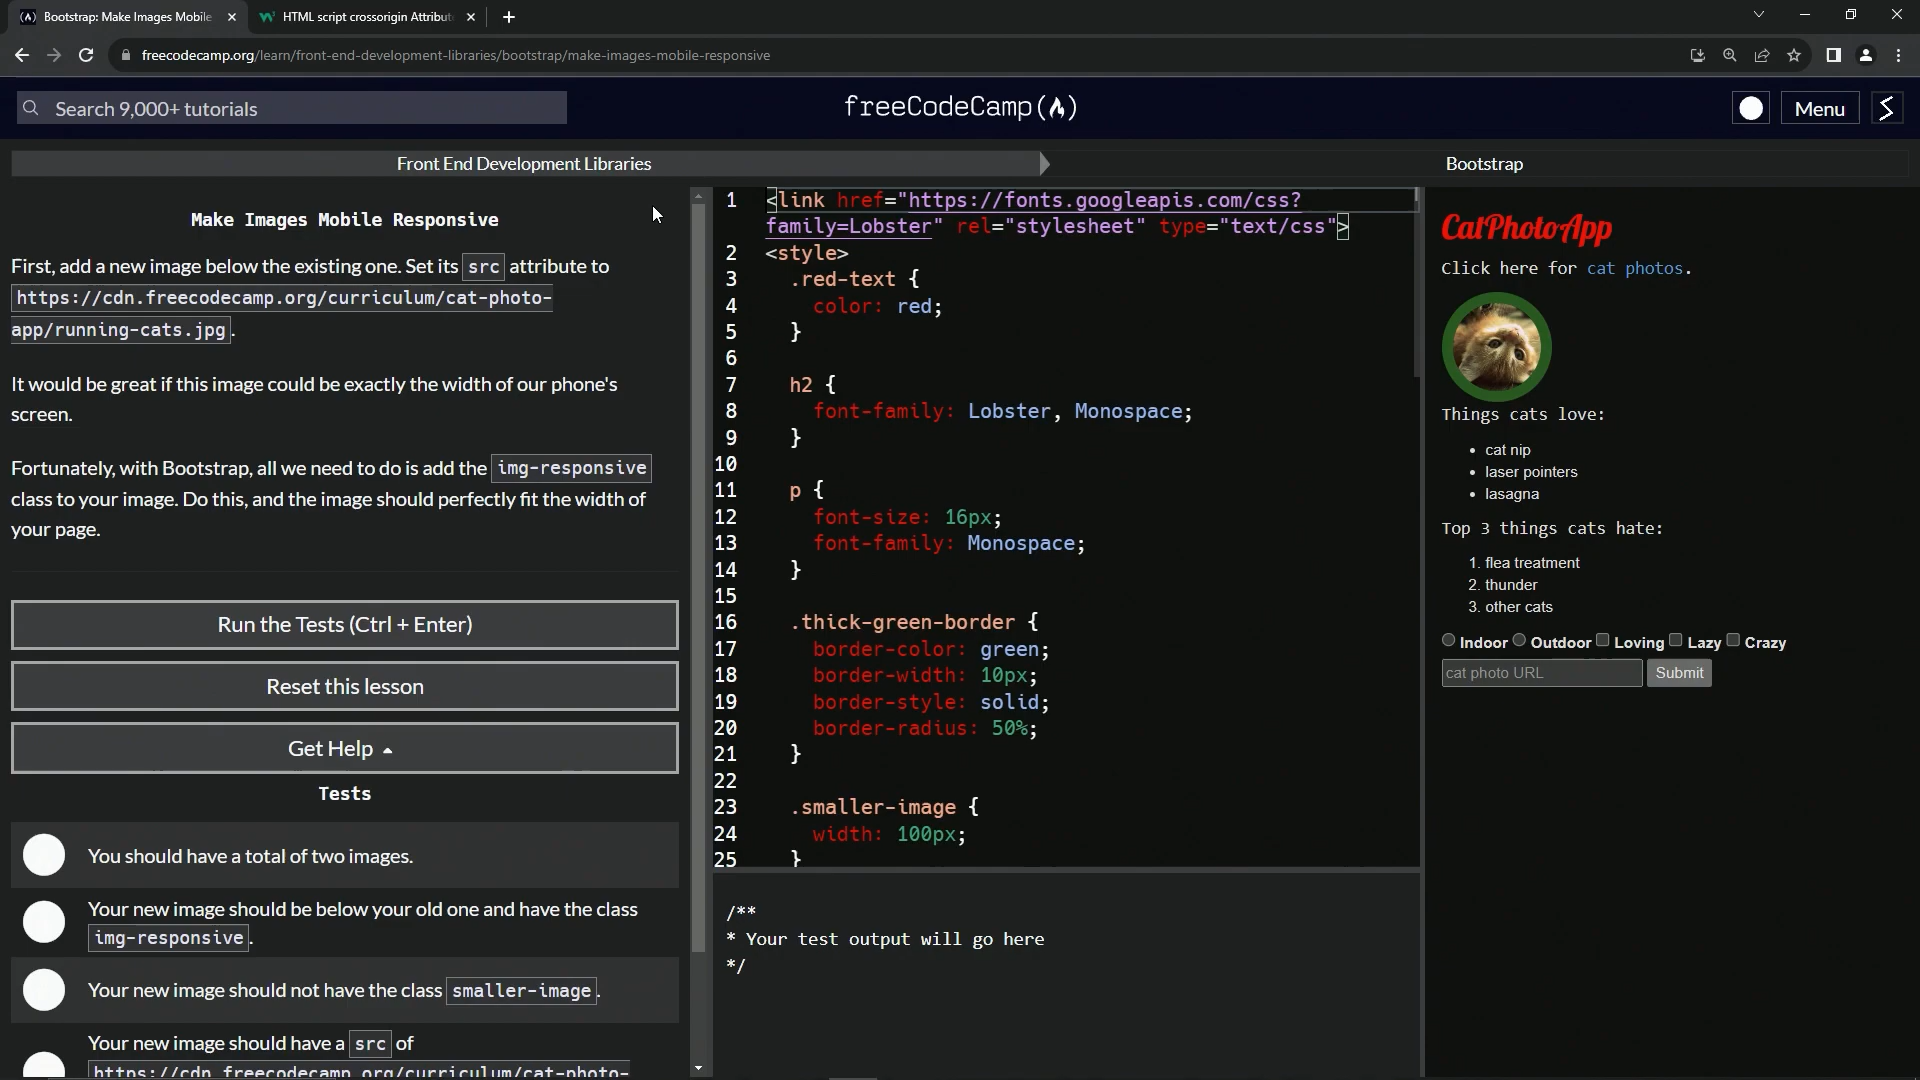 Bootstrap: Make Images Mobile
HTML script crossorigin Attribut
freecodecamp.org/learn/front-end-development-libraries/bootstrap/make-images-mobile-responsive
Search 9,000+ tutorials
freeCodeCamp
Menu
Front End Development Libraries
Bootstrap
Make Images Mobile Responsive
First, add a new image below the existing one. Set its src attribute to
https://cdn.freecodecamp.org/curriculum/cat-photo-
app/running-cats.jpg.
It would be great if this image could be exactly the width of our phone's
screen.
Fortunately, with Bootstrap, all we need to do is add the img-responsive
class to your image. Do this, and the image should perfectly fit the width of
your page.
Run the Tests (Ctrl + Enter)
Reset this lesson
Get Help
Tests
You should have a total of two images.
Your new image should be below your old one and have the class
img-responsive.
Your new image should not have the class smaller-image.
Your new image should have a src of
https://cdn.freecodecamp.org/curriculum/cat-photo-
1 <link href="https://fonts.googleapis.com/css?
family=Lobster" rel="stylesheet" type="text/css">
2 <style>
3 .red-text {
4 color: red;
5 }
6
7 h2 {
8 font-family: Lobster, Monospace;
9 }
10
11 p {
12 font-size: 16px;
13 font-family: Monospace;
14 }
15
16 .thick-green-border {
17 border-color: green;
18 border-width: 10px;
19 border-style: solid;
20 border-radius: 50%;
21 }
22
23 .smaller-image {
24 width: 100px;
25 }
/**
* Your test output will go here
*/
CatPhotoApp
Click here for cat photos.
Things cats love:
• cat nip
• laser pointers
• lasagna
Top 3 things cats hate:
1. flea treatment
2. thunder
3. other cats
Indoor Outdoor Loving Lazy Crazy
cat photo URL Submit